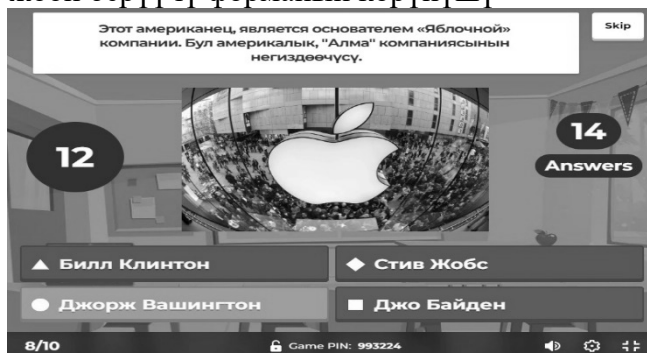 Этот американец, является основателем «Яблочной»
компании. Бул америкалык, "Алма" компаниясынын
негиздөөчүсү.
Skip
12
14
Answers
▲ Билл Клинтон
◆ Стив Жобс
● Джорж Вашингтон
■ Джо Байден
8/10
Game PIN: 993224